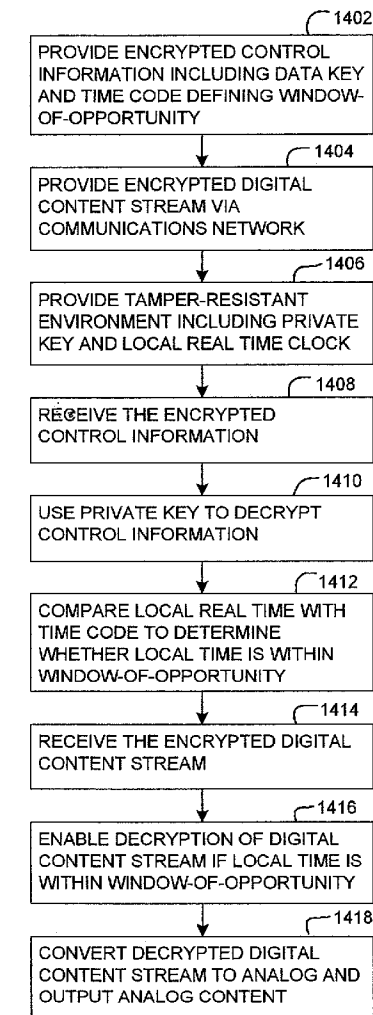 1402
PROVIDE ENCRYPTED CONTROL
INFORMATION INCLUDING DATA KEY
AND TIME CODE DEFINING WINDOW-
OF-OPPORTUNITY
1404
PROVIDE ENCRYPTED DIGITAL
CONTENT STREAM VIA
COMMUNICATIONS NETWORK
1406
PROVIDE TAMPER-RESISTANT
ENVIRONMENT INCLUDING PRIVATE
KEY AND LOCAL REAL TIME CLOCK
1408
RECEIVE THE ENCRYPTED
CONTROL INFORMATION
1410
USE PRIVATE KEY TO DECRYPT
CONTROL INFORMATION
1412
COMPARE LOCAL REAL TIME WITH
TIME CODE TO DETERMINE
WHETHER LOCAL TIME IS WITHIN
WINDOW-OF-OPPORTUNITY
1414
RECEIVE THE ENCRYPTED DIGITAL
CONTENT STREAM
1416
ENABLE DECRYPTION OF DIGITAL
CONTENT STREAM IF LOCAL TIME IS
WITHIN WINDOW-OF-OPPORTUNITY
1418
CONVERT DECRYPTED DIGITAL
CONTENT STREAM TO ANALOG AND
OUTPUT ANALOG CONTENT